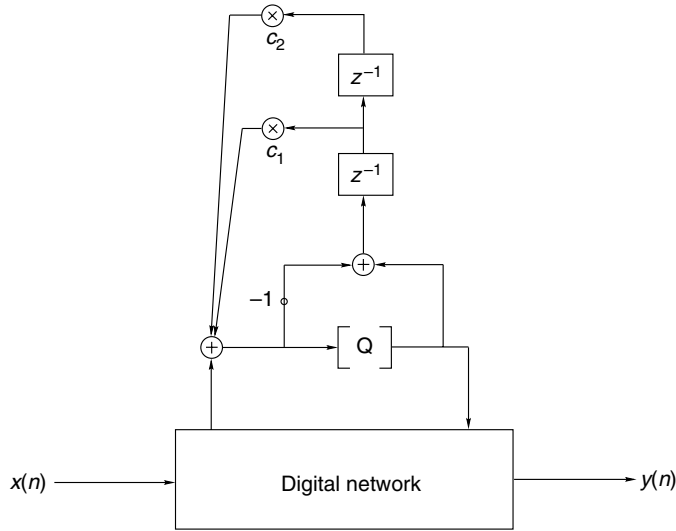 ×
c₂
z⁻¹
×
c₁
z⁻¹
+
−1
+
[ Q ]
x(n)
Digital network
y(n)